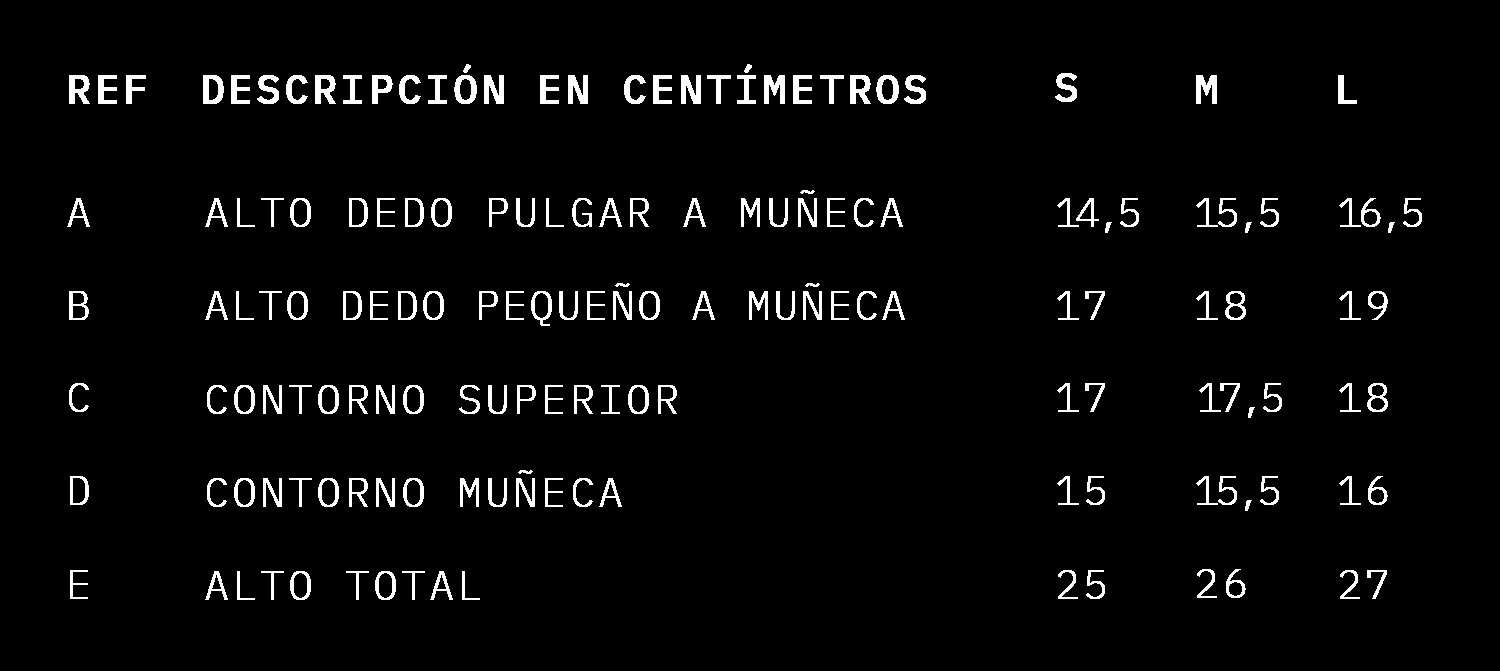 REF DESCRIPCIÓN EN CENTÍMETROS S M L
A ALTO DEDO PULGAR A MUÑECA 14,5 15,5 16,5
B ALTO DEDO PEQUEÑO A MUÑECA 17 18 19
C CONTORNO SUPERIOR 17 17,5 18
D CONTORNO MUÑECA 15 15,5 16
E ALTO TOTAL 25 26 27